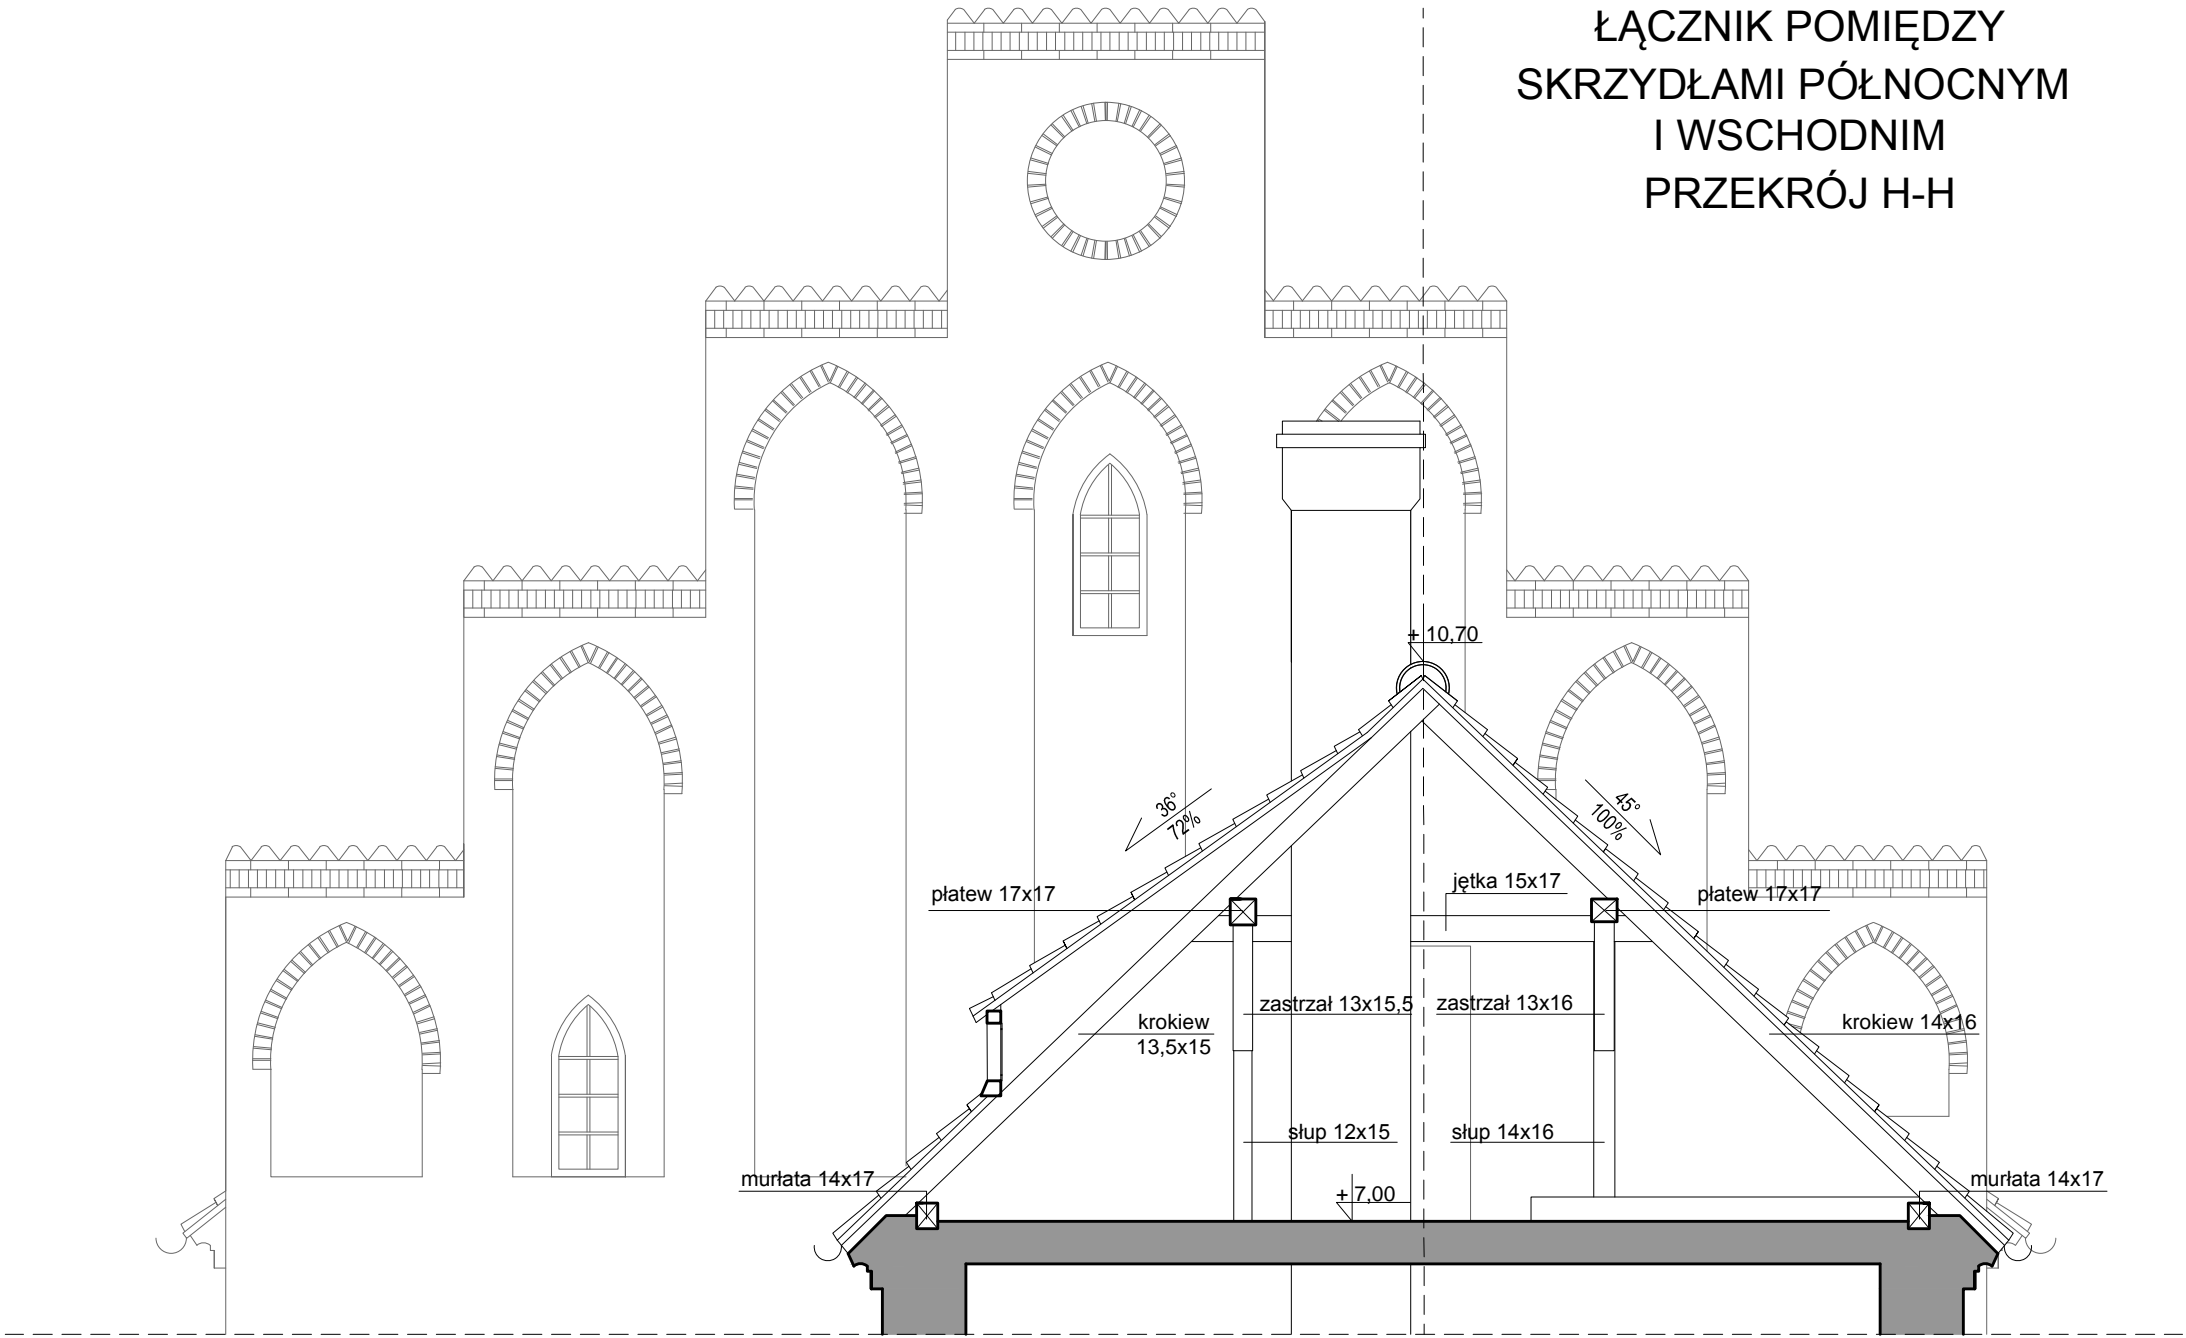 ŁĄCZNIK POMIĘDZY
SKRZYDŁAMI PÓŁNOCNYM
I WSCHODNIM
PRZEKRÓJ H-H
+ 10,70
36°
72%
45°
100%
płatew 17x17
jętka 15x17
płatew 17x17
zastrzał 13x15,5
zastrzał 13x16
krokiew
13,5x15
krokiew 14x16
słup 12x15
słup 14x16
murłata 14x17
murłata 14x17
+ 7,00